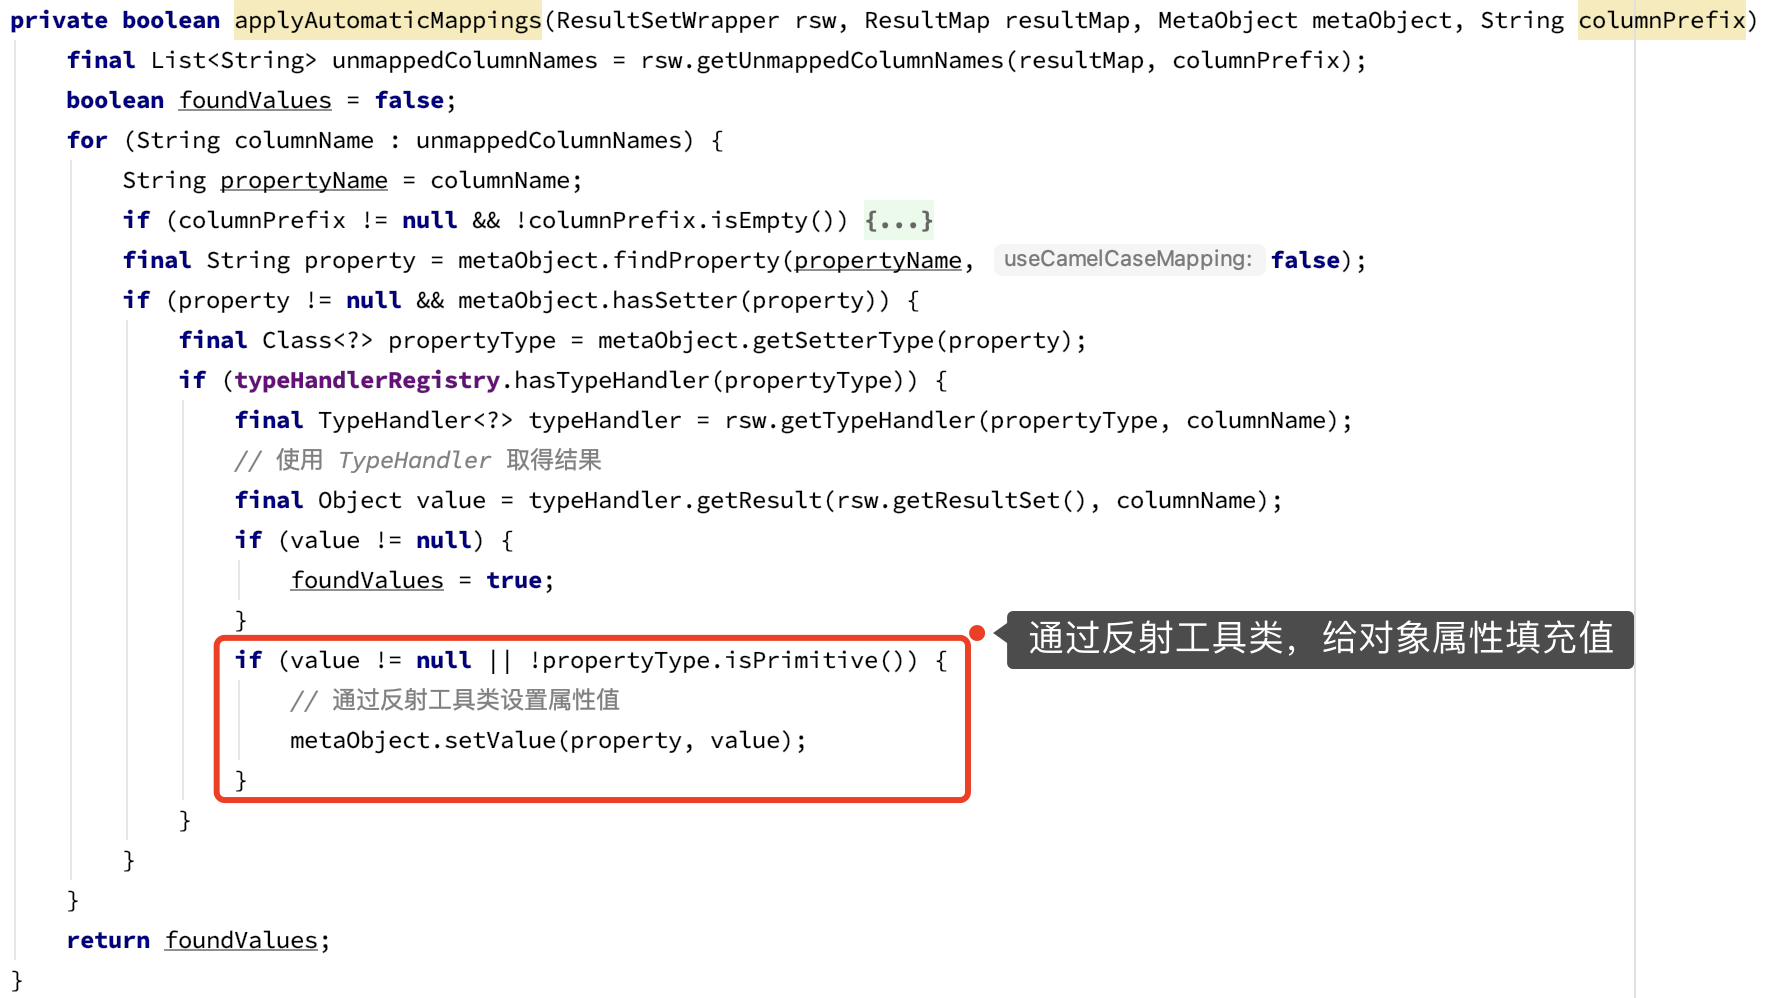 private boolean applyAutomaticMappings(ResultSetWrapper rsw, ResultMap resultMap, MetaObject metaObject, String columnPrefix)
final List<String> unmappedColumnNames = rsw.getUnmappedColumnNames(resultMap, columnPrefix);
boolean foundValues = false;
for (String columnName : unmappedColumnNames) {
String propertyName = columnName;
if (columnPrefix != null && !columnPrefix.isEmpty()) {...}
final String property = metaObject.findProperty(propertyName, useCamelCaseMapping: false);
if (property != null && metaObject.hasSetter(property)) {
final Class<?> propertyType = metaObject.getSetterType(property);
if (typeHandlerRegistry.hasTypeHandler(propertyType)) {
final TypeHandler<?> typeHandler = rsw.getTypeHandler(propertyType, columnName);
// 使用 TypeHandler 取得结果
final Object value = typeHandler.getResult(rsw.getResultSet(), columnName);
if (value != null) {
foundValues = true;
}
通过反射工具类，给对象属性填充值
if (value != null || !propertyType.isPrimitive()) {
// 通过反射工具类设置属性值
metaObject.setValue(property, value);
}
}
}
}
return foundValues;
}